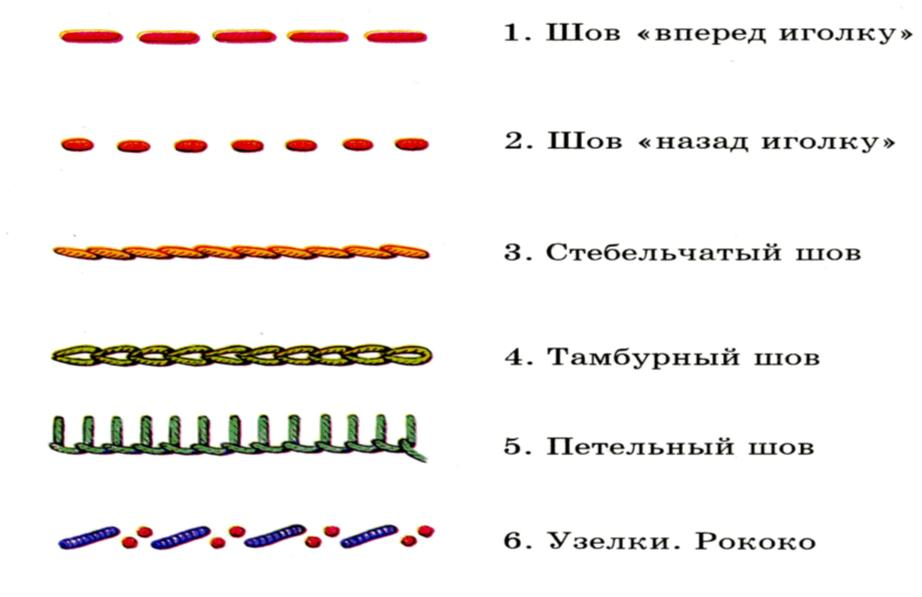 1. Шов «вперед иголку»
2. Шов «назад иголку»
3. Стебельчатый шов
4. Тамбурный шов
5. Петельный шов
6. Узелки. Рококо